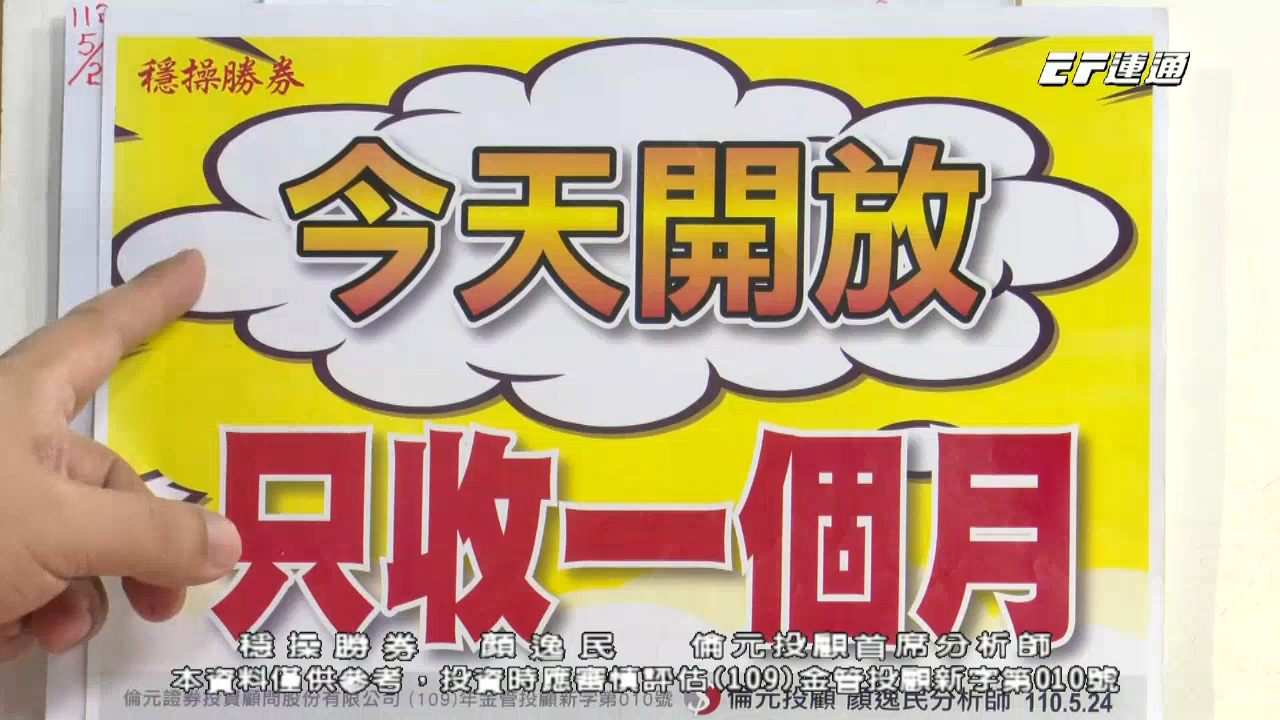 113
5/2
穩操勝券
EF運通
今天開放
只收一個月
穩操勝券 顏逸民 倫元投顧首席分析師
本資料僅供參考，投資時應審慎評估(109)金管投顧新字第010號
倫元證券投資顧問股份有限公司 (109)年金管投顧新字第010號
倫元投顧 顏逸民分析師 110.5.24